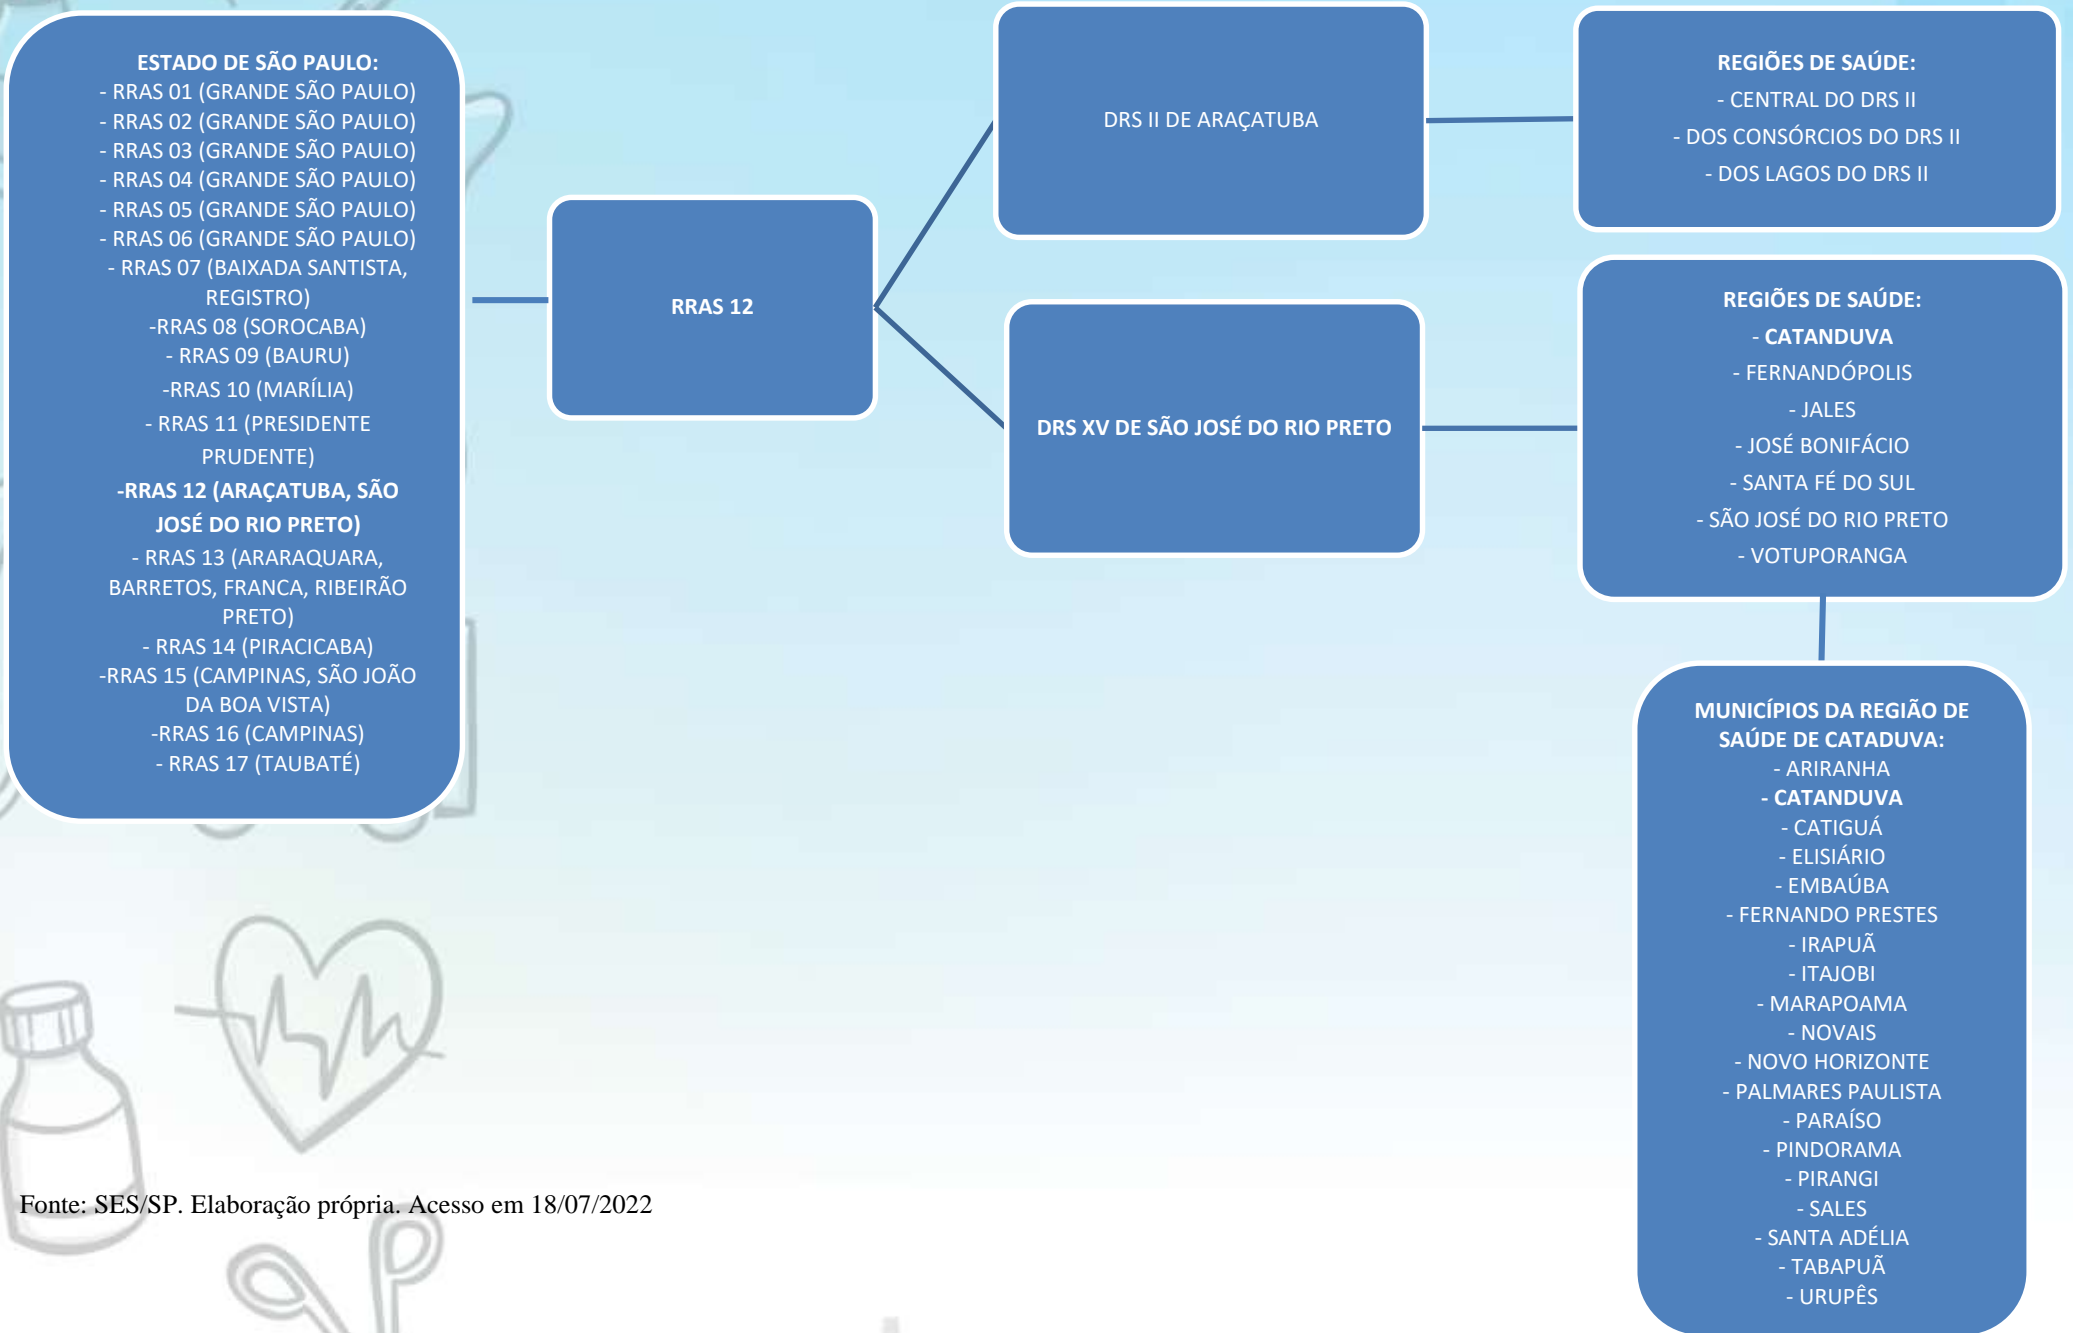 ESTADO DE SÃO PAULO:
- RRAS 01 (GRANDE SÃO PAULO)
- RRAS 02 (GRANDE SÃO PAULO)
- RRAS 03 (GRANDE SÃO PAULO)
- RRAS 04 (GRANDE SÃO PAULO)
- RRAS 05 (GRANDE SÃO PAULO)
- RRAS 06 (GRANDE SÃO PAULO)
- RRAS 07 (BAIXADA SANTISTA,
REGISTRO)
-RRAS 08 (SOROCABA)
- RRAS 09 (BAURU)
-RRAS 10 (MARÍLIA)
- RRAS 11 (PRESIDENTE
PRUDENTE)
-RRAS 12 (ARAÇATUBA, SÃO
JOSÉ DO RIO PRETO)
- RRAS 13 (ARARAQUARA,
BARRETOS, FRANCA, RIBEIRÃO
PRETO)
- RRAS 14 (PIRACICABA)
-RRAS 15 (CAMPINAS, SÃO JOÃO
DA BOA VISTA)
-RRAS 16 (CAMPINAS)
- RRAS 17 (TAUBATÉ)
RRAS 12
DRS II DE ARAÇATUBA
DRS XV DE SÃO JOSÉ DO RIO PRETO
REGIÕES DE SAÚDE:
- CENTRAL DO DRS II
- DOS CONSÓRCIOS DO DRS II
- DOS LAGOS DO DRS II
REGIÕES DE SAÚDE:
- CATANDUVA
- FERNANDÓPOLIS
- JALES
- JOSÉ BONIFÁCIO
- SANTA FÉ DO SUL
- SÃO JOSÉ DO RIO PRETO
- VOTUPORANGA
MUNICÍPIOS DA REGIÃO DE
SAÚDE DE CATADUVA:
- ARIRANHA
- CATANDUVA
- CATIGUÁ
- ELISIÁRIO
- EMBAÚBA
- FERNANDO PRESTES
- IRAPUÃ
- ITAJOBI
- MARAPOAMA
- NOVAIS
- NOVO HORIZONTE
- PALMARES PAULISTA
- PARAÍSO
- PINDORAMA
- PIRANGI
- SALES
- SANTA ADÉLIA
- TABAPUÃ
- URUPÊS
Fonte: SES/SP. Elaboração própria. Acesso em 18/07/2022